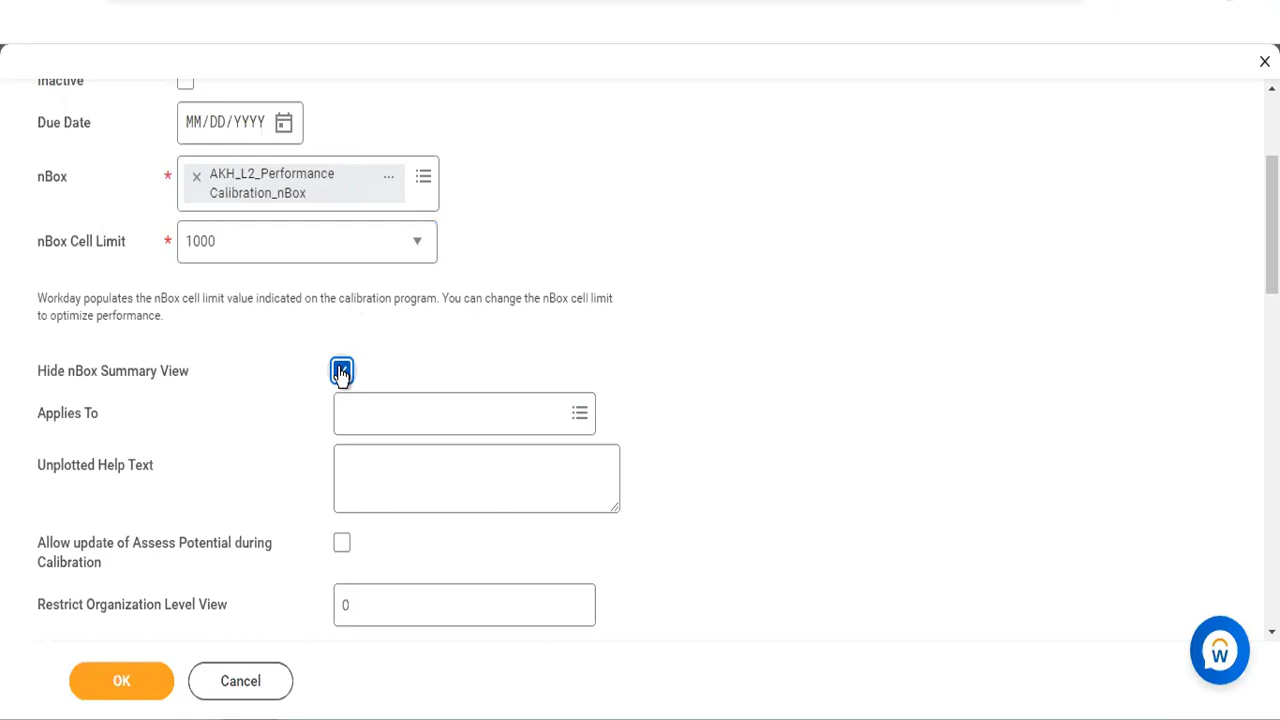 X
Inactive
Due Date MM/DD/YYYY
nBox * × AKH_L2_Performance ...
Calibration_nBox
nBox Cell Limit * 1000
Workday populates the nBox cell limit value indicated on the calibration program. You can change the nBox cell limit
to optimize performance.
Hide nBox Summary View
Applies To
Unplotted Help Text
Allow update of Assess Potential during
Calibration
Restrict Organization Level View 0
OK Cancel
W